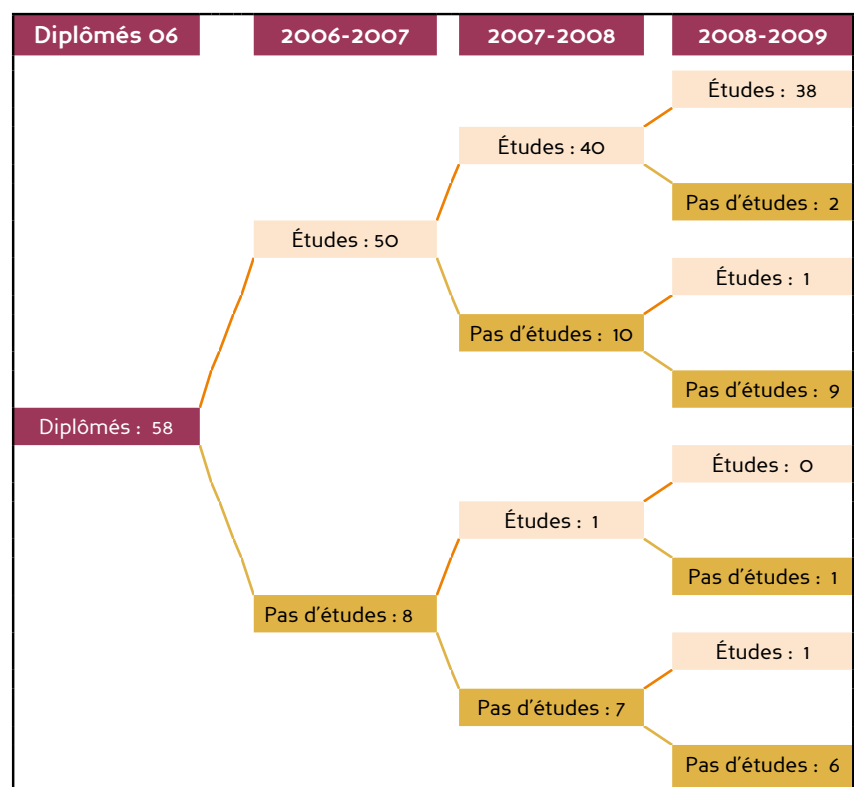 Diplômés 06 2006-2007 2007-2008 2008-2009
Études : 38
Études : 40
Pas d'études : 2
Études : 50
Études : 1
Pas d'études : 10
Pas d'études : 9
Diplômés : 58
Études : 0
Études : 1
Pas d'études : 1
Pas d'études : 8
Études : 1
Pas d'études : 7
Pas d'études : 6